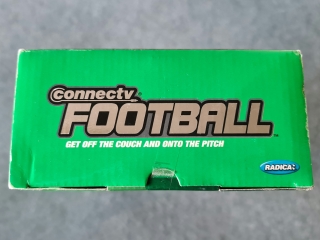 connectv
FOOTBALL
GET OFF THE COUCH AND ONTO THE PITCH
RADICA: